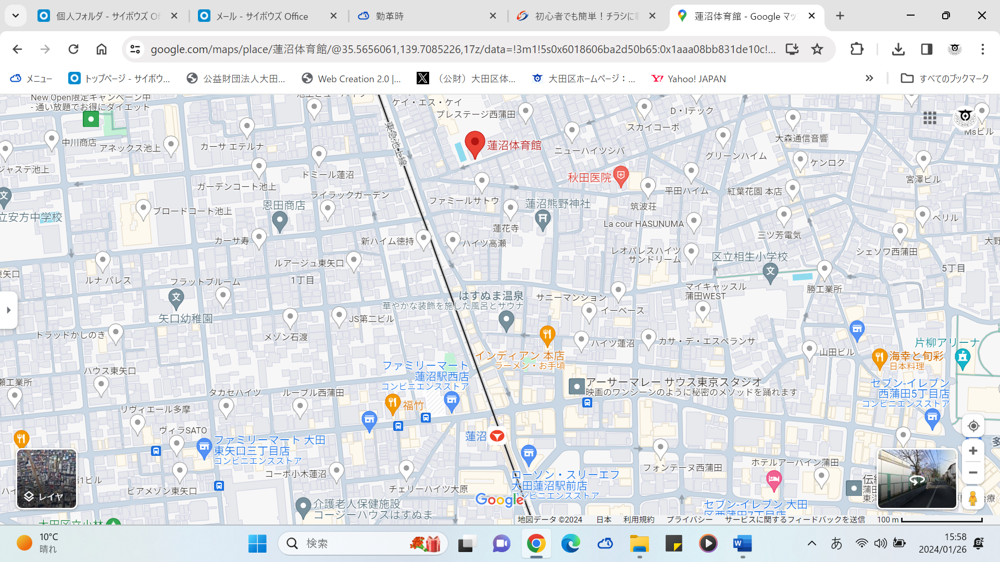 個人フォルダ - サイボウズ Of
メール - サイボウズ Office
勤革時
初心者でも簡単！チラシに
蓮沼体育館 - Google マッ
google.com/maps/place/蓮沼体育館/@35.5656061,139.7085226,17z/data=!3m1!5s0x6018606ba2d50b65:0x1aaa08bb831de10c!...
メニュー
トップページ - サイボウ...
公益財団法人大田...
Web Creation 2.0 |...
（公財）大田区体...
大田区ホームページ：...
Yahoo! JAPAN
すべてのブックマーク
New Open限定キャンペーン中
- 通い放題でお得にダイエット
ケイ・エス・ケイ
プレステージ西蒲田
D・Iテック
スカイコーポ
Msビル
中川商店
アネックス池上
カーサ エテルナ
東急池上線
蓮沼体育館
ニューハイツシバ
大森通信音響
グリーンハイム
ケンロク
ジャステ池上
ドミール蓮沼
秋田医院
宮澤ビル
ガーデンコート池上
ライラックガーデン
ファミールサトウ
平田ハイム
紅葉花園 本店
恩田商店
蓮沼熊野神社
筑波荘
立安方中学校
ブロードコート池上
蓮花寺
La cour HASUNUMA
ベリル
三ツ芳電気
カーサ寿
新ハイム徳持
ハイツ高瀬
大野
レオパレスハイツ
サンドリーム
区立相生小学校
シェソワ西蒲田
ルアージュ東矢口
5丁目
東矢口
ルナ パレス
フラットブルーム
1丁目
マイキャッスル
蒲田WEST
勝工業所
はすぬま温泉
華やかな装飾を施した風呂とサウナ
サニーマンション
イーベース
矢口幼稚園
JS第二ビル
トラッドかしのき
メゾン石渡
ハイツ蓮沼
カサ・デ・エスペランサ
片柳アリーナ
山田ビル
インディアン 本店
ラーメン・お手頃
海幸と旬彩
日本料理
ファミリーマート
蓮沼駅西店
コンビニエンスストア
ハウス東矢口
瀬工業所
アーサーマレー サウス東京スタジオ
映画のワンシーンのように秘密のメソッドを踊れます
セブン-イレブン
西蒲田5丁目店
コンビニエンスストア
タカセハイツ
ルーブル西蒲田
福竹
リヴィエール多摩
ヴィラSATO
蓮沼
ファミリーマート 大田
東矢口三丁目店
コンビニエンスストア
多
フォンテーヌ西蒲田
ホテルアーバイン蒲田
コーポ小木蓮沼
ローソン・スリーエフ
大田蓮沼駅前店
コンビニエンスストア
第1ビル
ビアメゾン東矢口
チェリーハイツ大原
レイヤ
Google
介護老人保健施設
コージーハウスはすぬま
セブン-イレブン 大田
区西蒲田7丁目店
大田区立小林
地図データ ©2024
日本
利用規約
プライバシー
サービスに関するフィードバックを送信
100 m
10°C
晴れ
検索
あ
15:58
2024/01/26